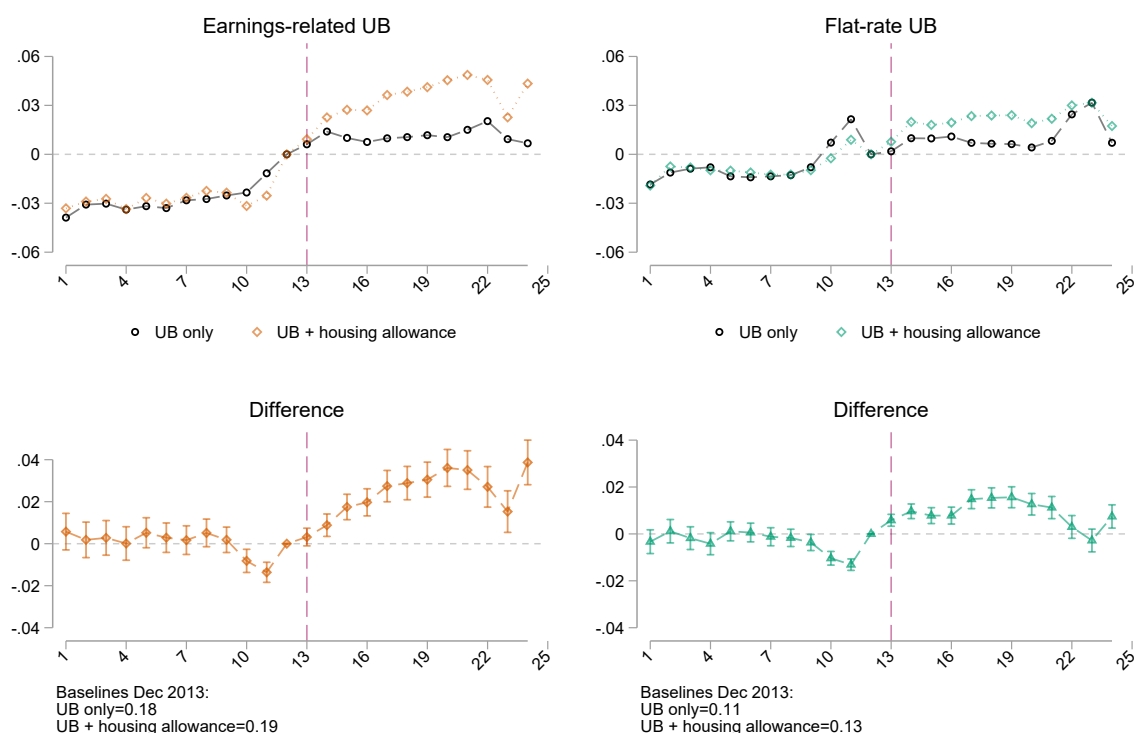 Earnings-related UB
.06
.03
0
-.03
-.06
1 4 7 10 13 16 19 22 25
UB only UB + housing allowance
Flat-rate UB
.06
.03
0
-.03
-.06
1 4 7 10 13 16 19 22 25
UB only UB + housing allowance
Difference
.04
.02
0
-.02
-.04
1 4 7 10 13 16 19 22 25
Baselines Dec 2013:
UB only=0.18
UB + housing allowance=0.19
Difference
.04
.02
0
-.02
-.04
1 4 7 10 13 16 19 22 25
Baselines Dec 2013:
UB only=0.11
UB + housing allowance=0.13